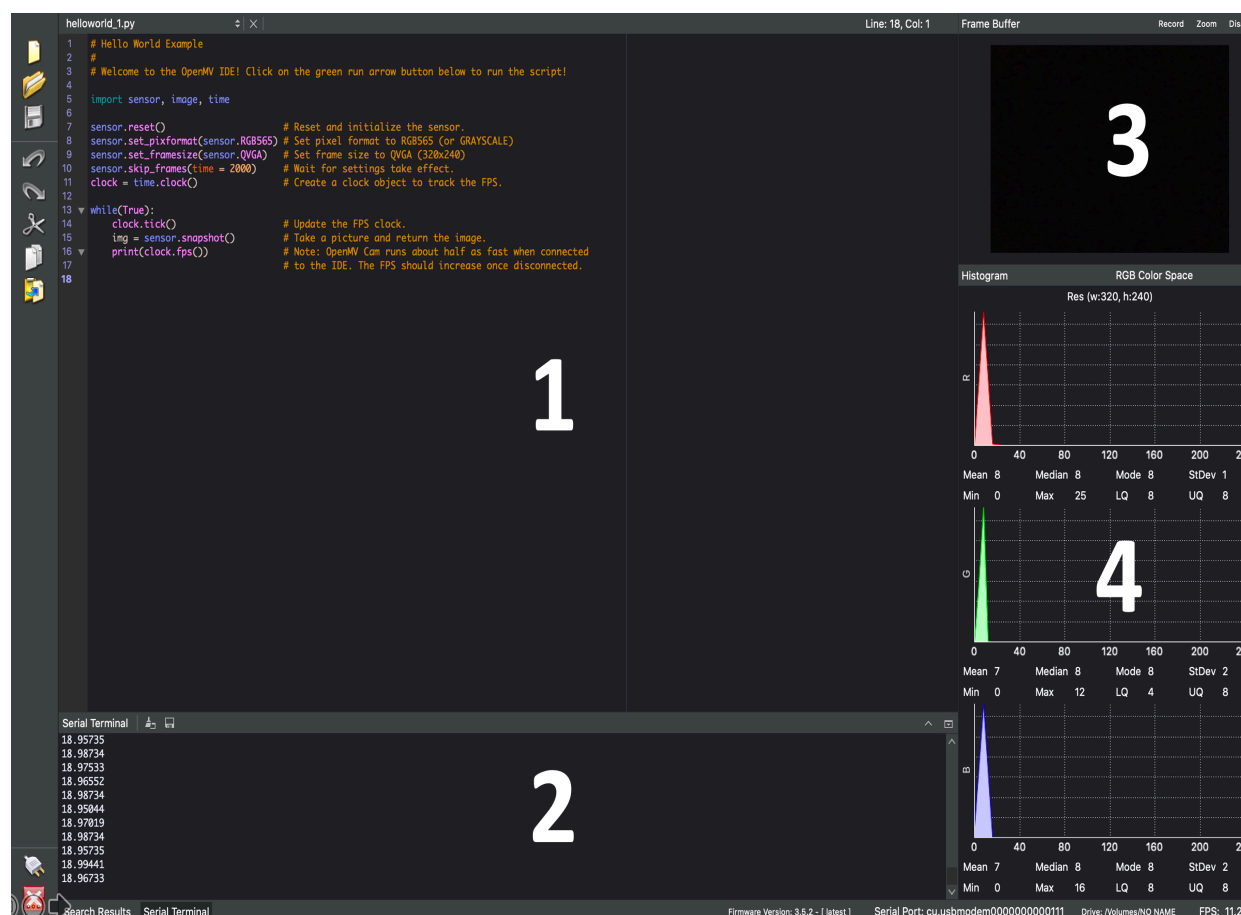 helloworld_1.py
Line: 18, Col: 1
1 # Hello World Example
2 #
3 # Welcome to the OpenMV IDE! Click on the green run arrow button below to run the script!
4
5 import sensor, image, time
6
7 sensor.reset() # Reset and initialize the sensor.
8 sensor.set_pixformat(sensor.RGB565) # Set pixel format to RGB565 (or GRAYSCALE)
9 sensor.set_framesize(sensor.QVGA) # Set frame size to QVGA (320x240)
10 sensor.skip_frames(time = 2000) # Wait for settings take effect.
11 clock = time.clock() # Create a clock object to track the FPS.
12
13 while(True):
14 clock.tick() # Update the FPS clock.
15 img = sensor.snapshot() # Take a picture and return the image.
16 print(clock.fps()) # Note: OpenMV Cam runs about half as fast when connected
17 # to the IDE. The FPS should increase once disconnected.
18
1
Serial Terminal
18.95735
18.98734
18.97533
18.96552
18.98734
18.95044
18.97019
18.98734
18.95735
18.99441
18.96733
2
Frame Buffer Record Zoom Dis
3
Histogram RGB Color Space
Res (w:320, h:240)
R
0 40 80 120 160 200 2
Mean 8 Median 8 Mode 8 StDev 1
Min 0 Max 25 LQ 8 UQ 8
G
4
0 40 80 120 160 200 2
Mean 7 Median 8 Mode 8 StDev 2
Min 0 Max 12 LQ 4 UQ 8
B
0 40 80 120 160 200 2
Mean 7 Median 8 Mode 8 StDev 2
Min 0 Max 16 LQ 8 UQ 8
Search Results Serial Terminal
Firmware Version: 3.5.2 - [ latest ] Serial Port: cu.usbmodem0000000000111 Drive: /Volumes/NO NAME FPS: 11.2